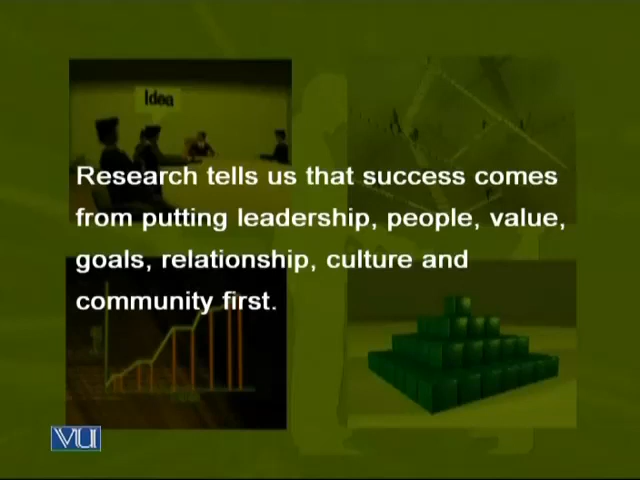 Idea
Research tells us that success comes
from putting leadership, people, value,
goals, relationship, culture and
community first.
VU